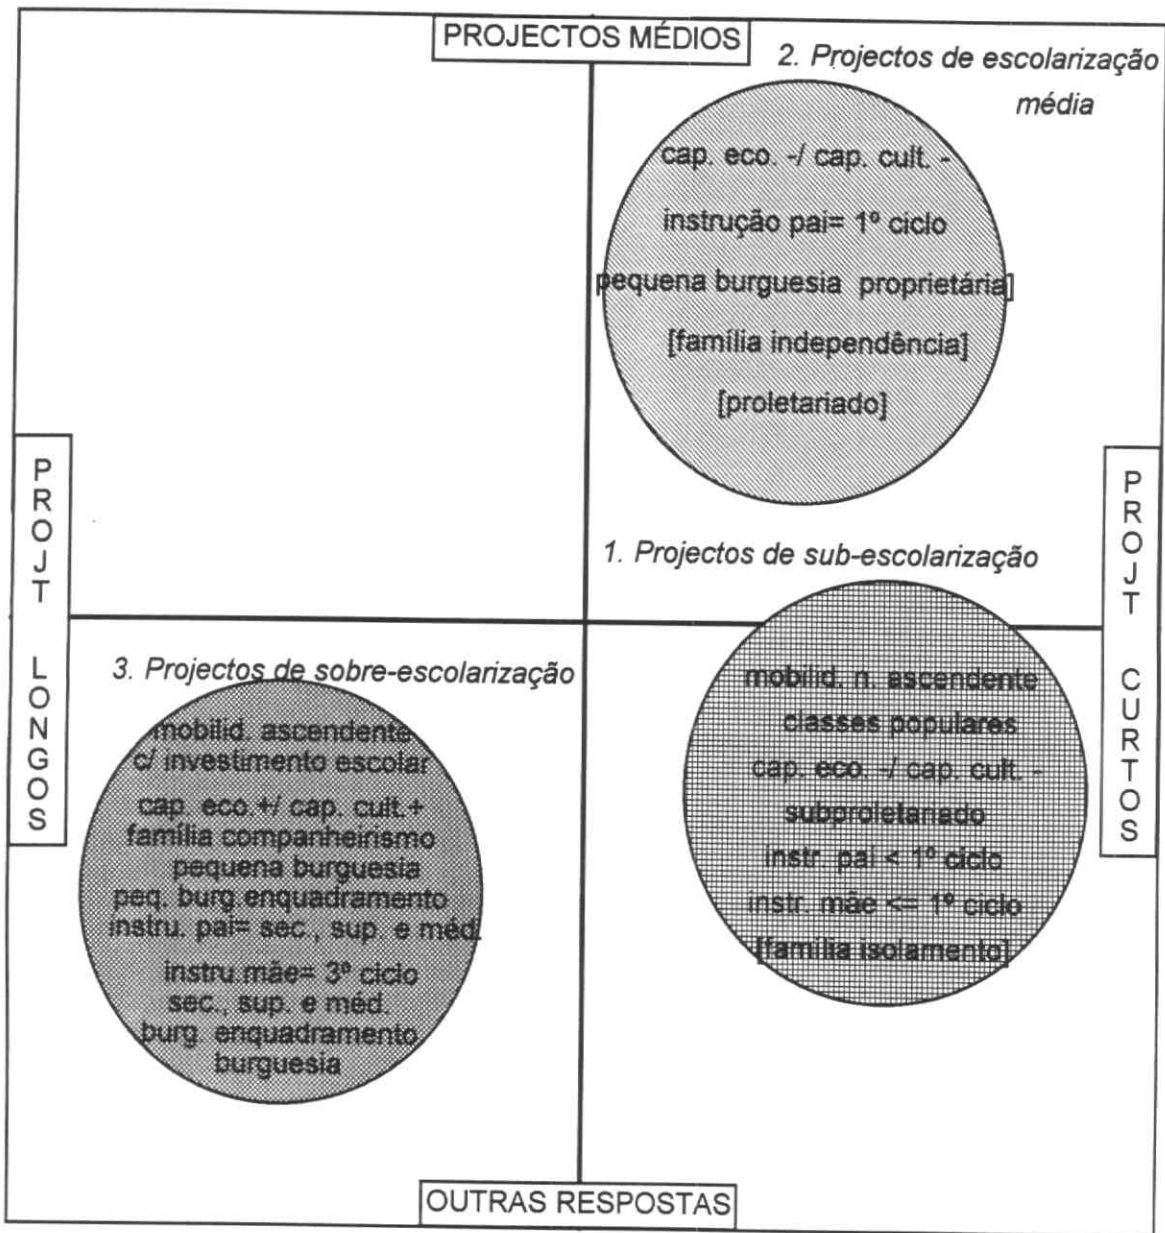 PROJECTOS MÉDIOS
2. Projectos de escolarização
média
cap. eco. -/ cap. cult. -
instrução pai= 1º ciclo
pequena burguesia proprietária]
[família independência]
[proletariado]
PROJT LONGOS
PROJT CURTOS
1. Projectos de sub-escolarização
mobilid. n. ascendente
classes populares
cap. eco. -/ cap. cult. -
subproletariado
instr. pai < 1º ciclo
instr. mãe <= 1º ciclo
[família isolamento]
3. Projectos de sobre-escolarização
mobilid. ascendente
c/ investimento escolar
cap. eco.+/ cap. cult.+
família companheirismo
pequena burguesia
peq. burg.enquadramento
instru. pai= sec., sup. e méd.
instru.mãe= 3º ciclo
sec., sup. e méd.
burg. enquadramento
burguesia
OUTRAS RESPOSTAS